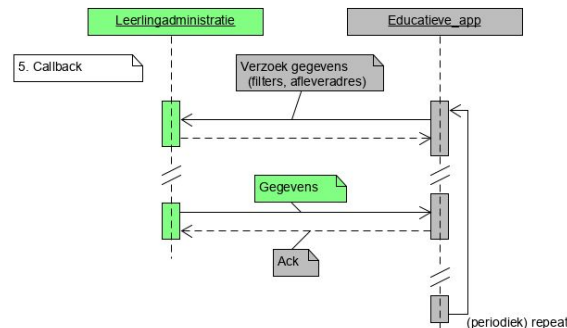 Leerlingadministratie
Educatieve_app
5. Callback
Verzoek gegevens
(filters, afleveradres)
Gegevens
Ack
(periodiek) repeat